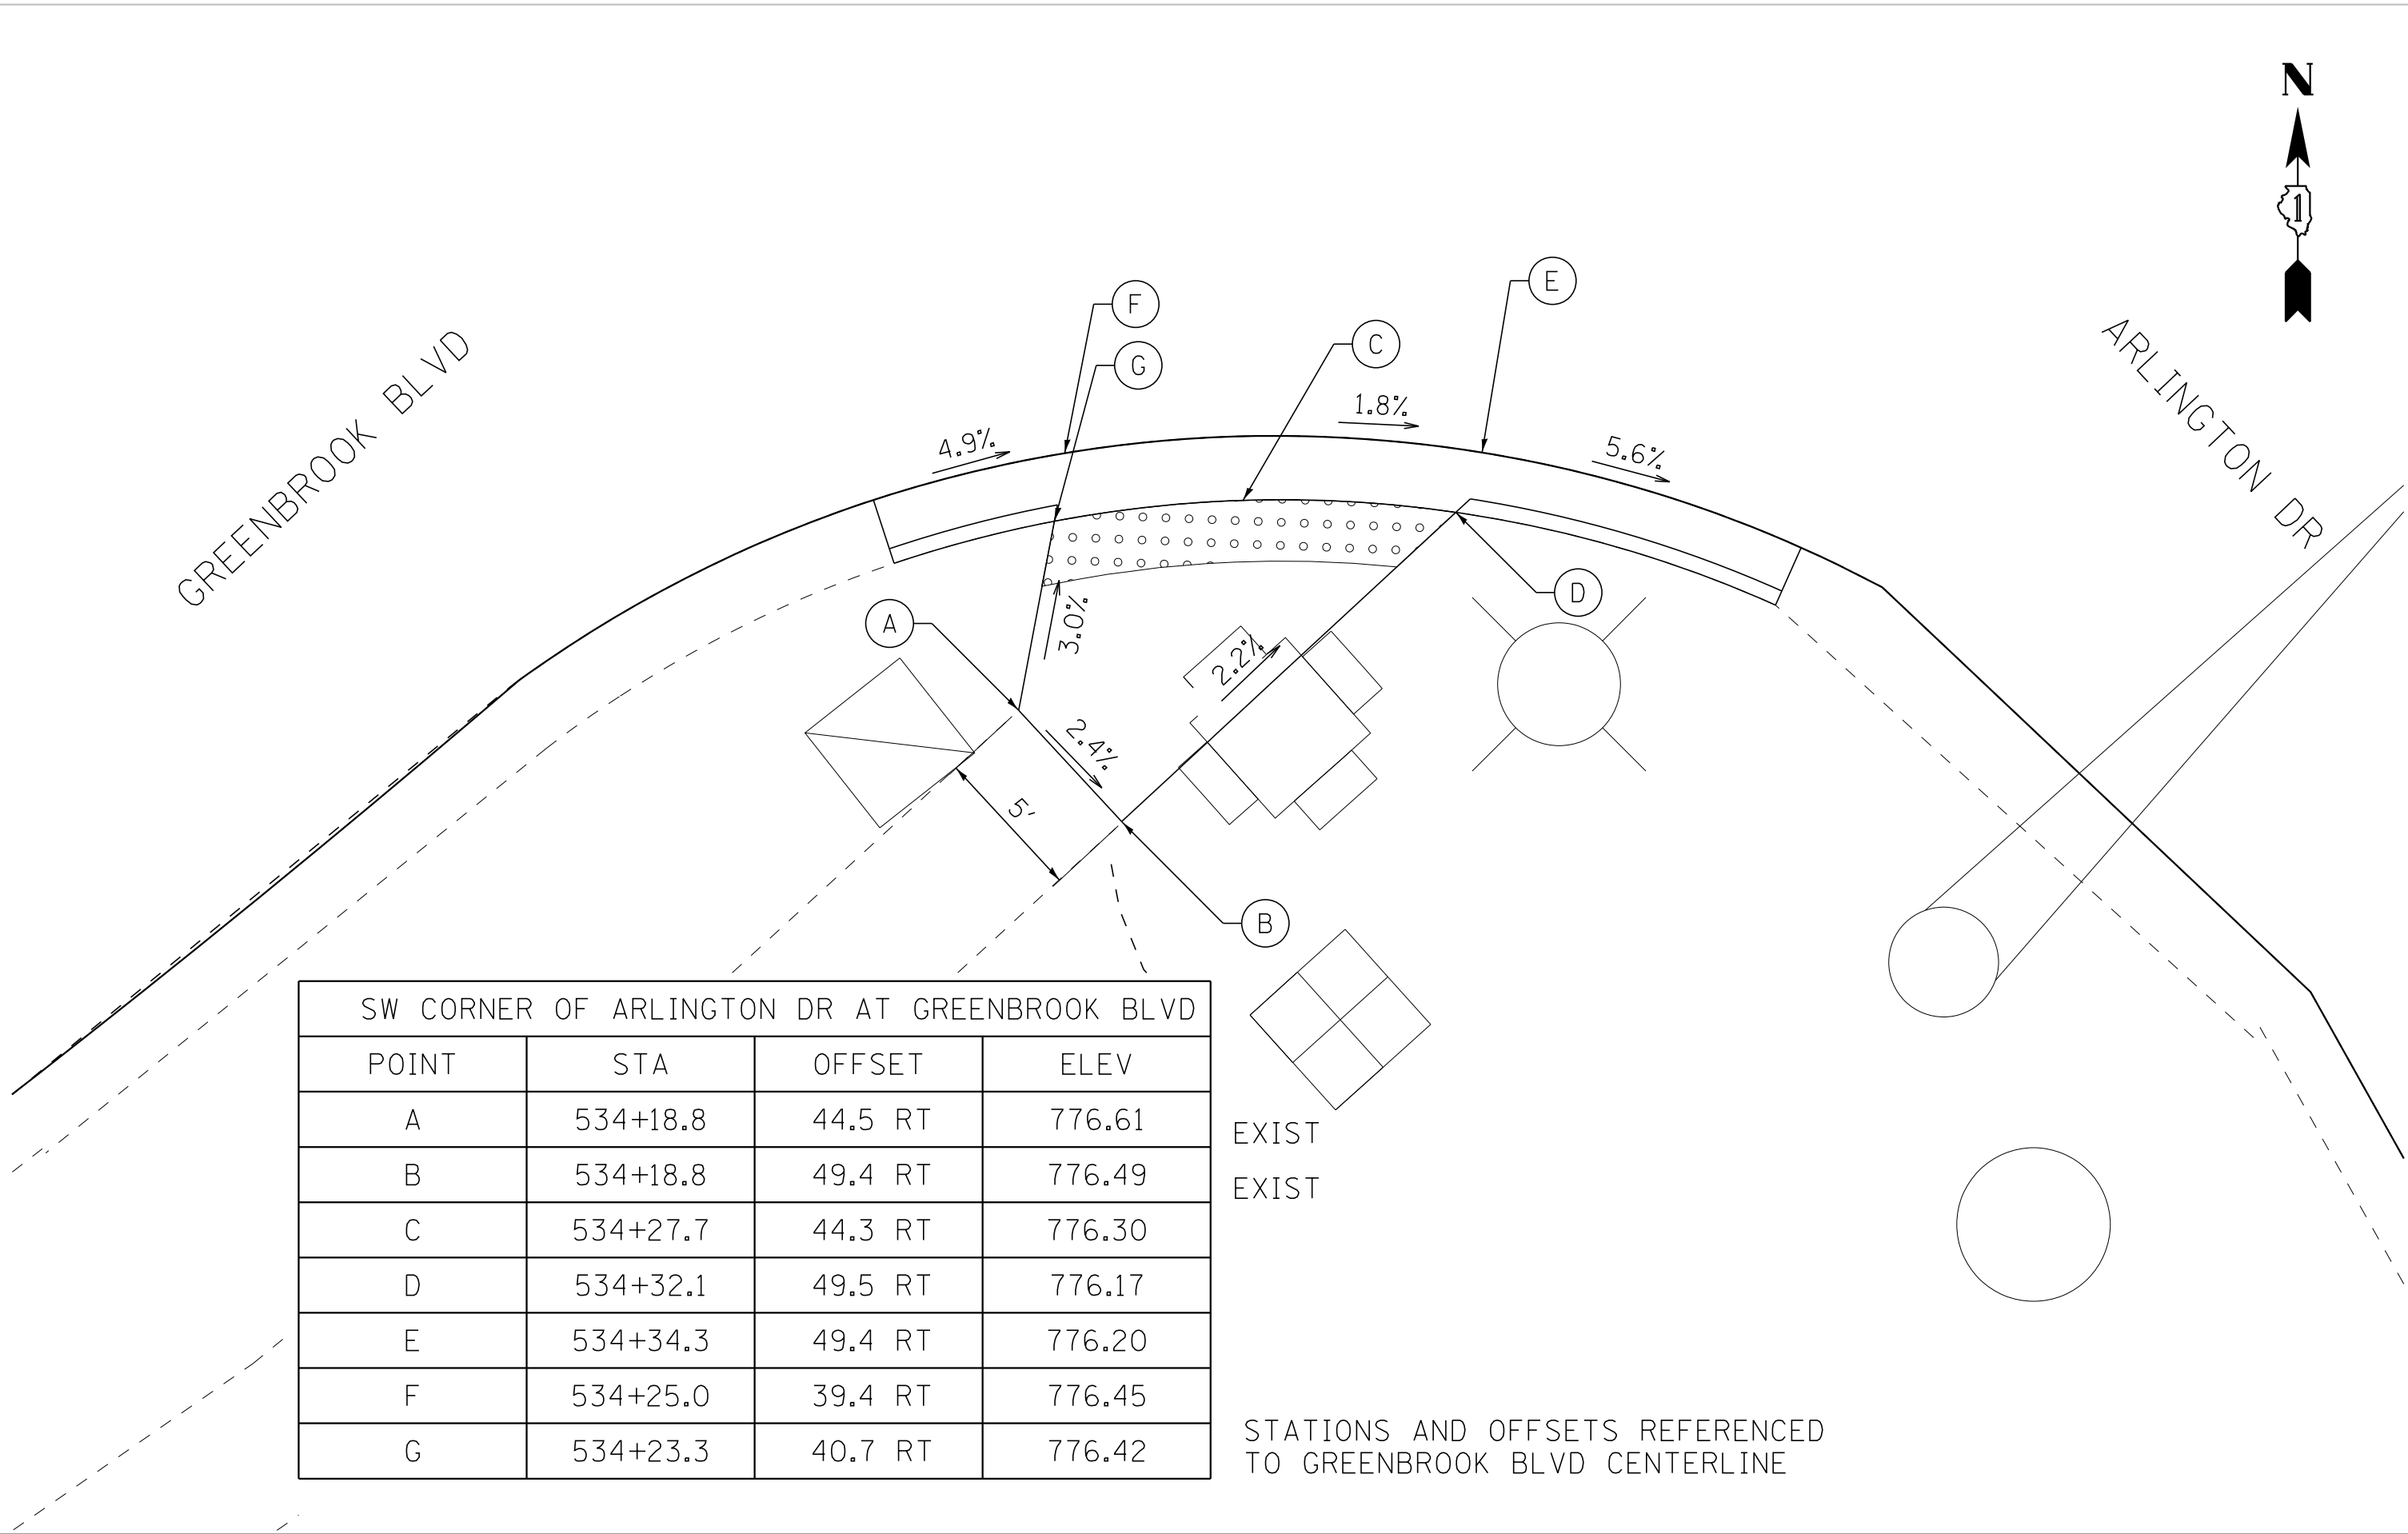 N
1
GREENBROOK BLVD
ARLINGTON DR
F
G
C
E
4.9%
1.8%
5.6%
D
A
3.0%
2.2%
2.4%
5'
B
SW CORNER OF ARLINGTON DR AT GREENBROOK BLVD
POINT STA OFFSET ELEV
A 534+18.8 44.5 RT 776.61 EXIST
B 534+18.8 49.4 RT 776.49 EXIST
C 534+27.7 44.3 RT 776.30
D 534+32.1 49.5 RT 776.17
E 534+34.3 49.4 RT 776.20
F 534+25.0 39.4 RT 776.45
G 534+23.3 40.7 RT 776.42
STATIONS AND OFFSETS REFERENCED
TO GREENBROOK BLVD CENTERLINE